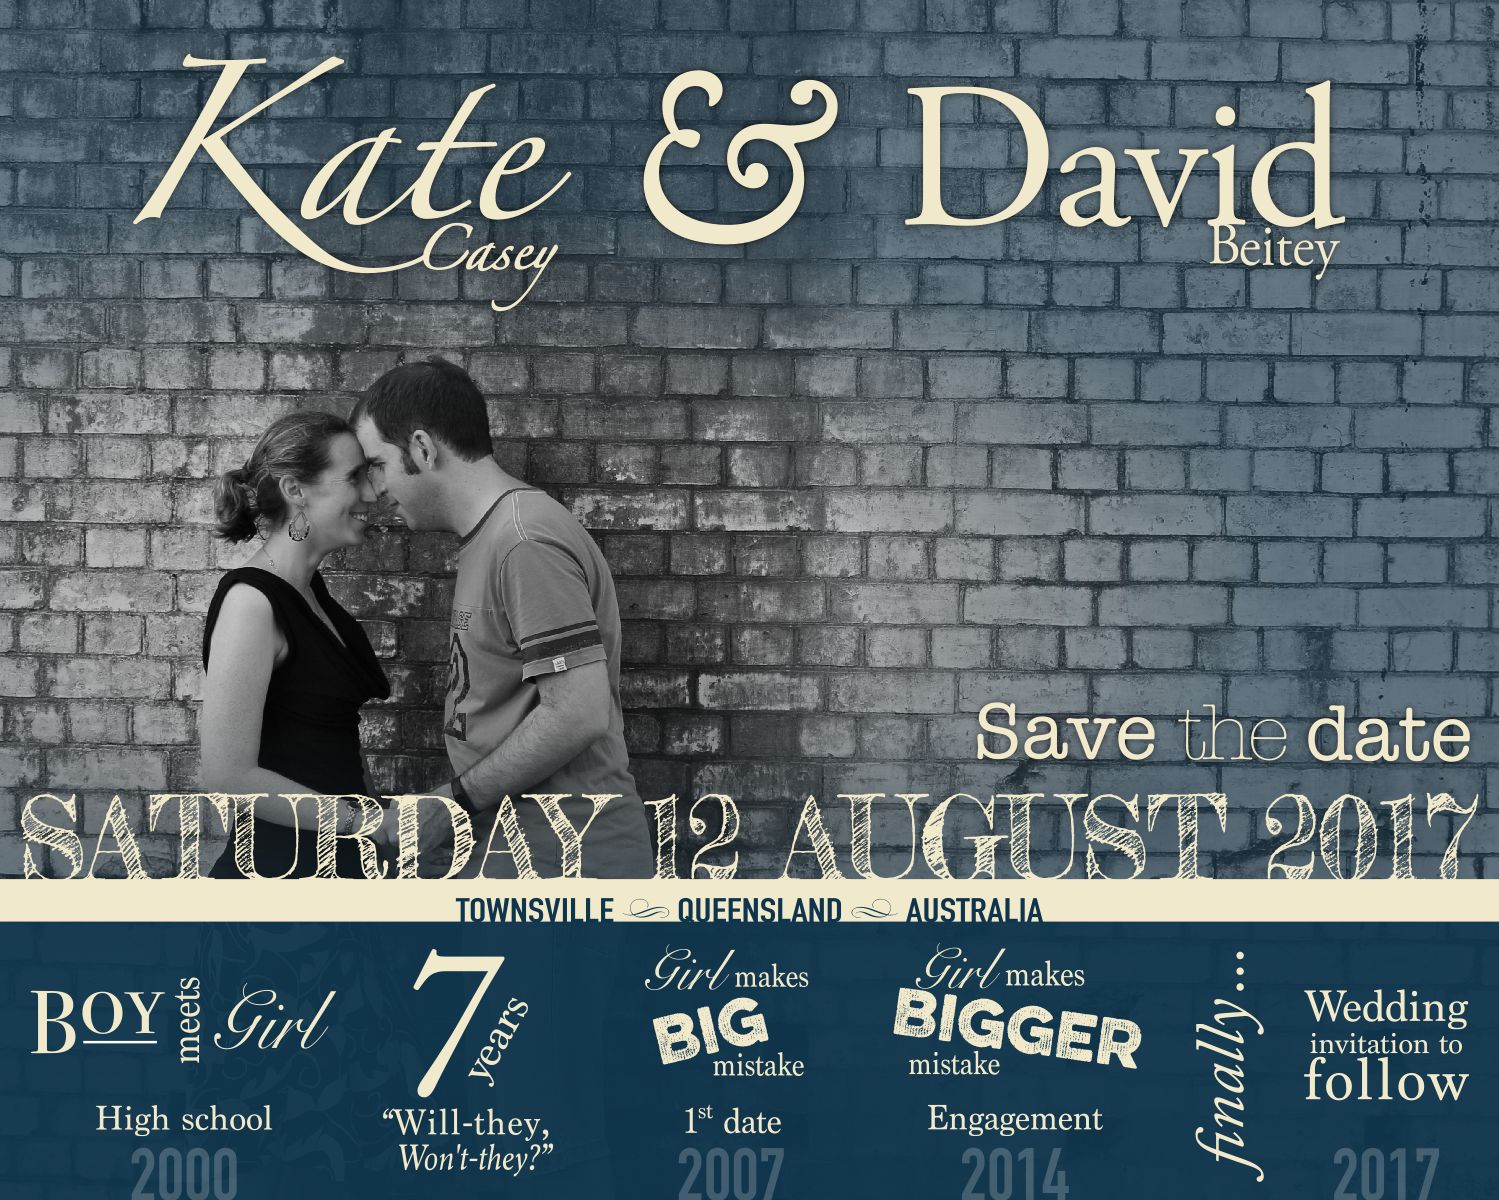 Kate & David
Casey
Beitey
Save the date
SATURDAY 12 AUGUST 2017
TOWNSVILLE QUEENSLAND AUSTRALIA
BOY meets Girl
High school
2000
7 years
“Will-they,
Won't-they?”
Girl makes
BIG
mistake
1st date
2007
Girl makes
BIGGER
mistake
Engagement
2014
finally...
Wedding
invitation to
follow
2017